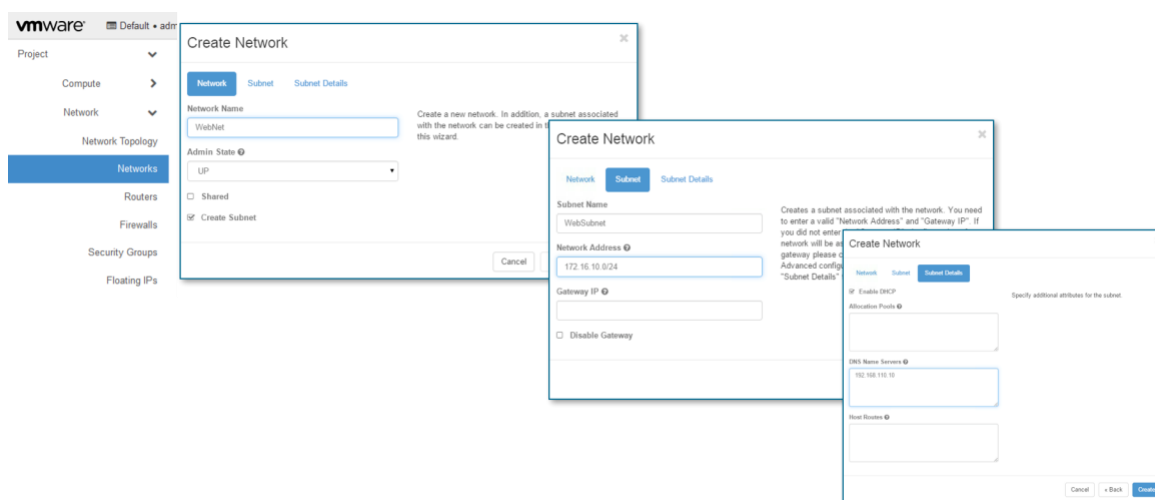 vmware
Default • adm
Project
Compute
Network
Network Topology
Networks
Routers
Firewalls
Security Groups
Floating IPs
Create Network
Network Subnet Subnet Details
Network Name
WebNet
Admin State
UP
Shared
Create Subnet
Create a new network. In addition, a subnet associated
with the network can be created in th
this wizard.
Cancel
Create Network
Network Subnet Subnet Details
Subnet Name
WebSubnet
Network Address
172.16.10.0/24
Gateway IP
Disable Gateway
Creates a subnet associated with the network. You need
to enter a valid "Network Address" and "Gateway IP". If
you did not enter
network will be as
gateway please c
Advanced config
"Subnet Details"
Create Network
Network Subnet Subnet Details
Enable DHCP
Specify additional attributes for the subnet.
Allocation Pools
DNS Name Servers
192.168.110.10
Host Routes
Cancel « Back Create